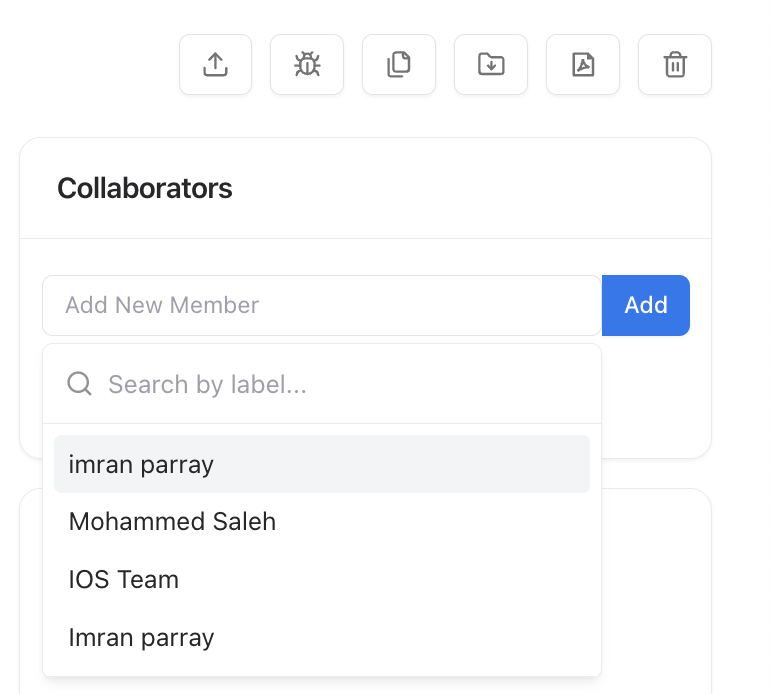 Collaborators
Add New Member
Add
Search by label...
imran parray
Mohammed Saleh
IOS Team
Imran parray